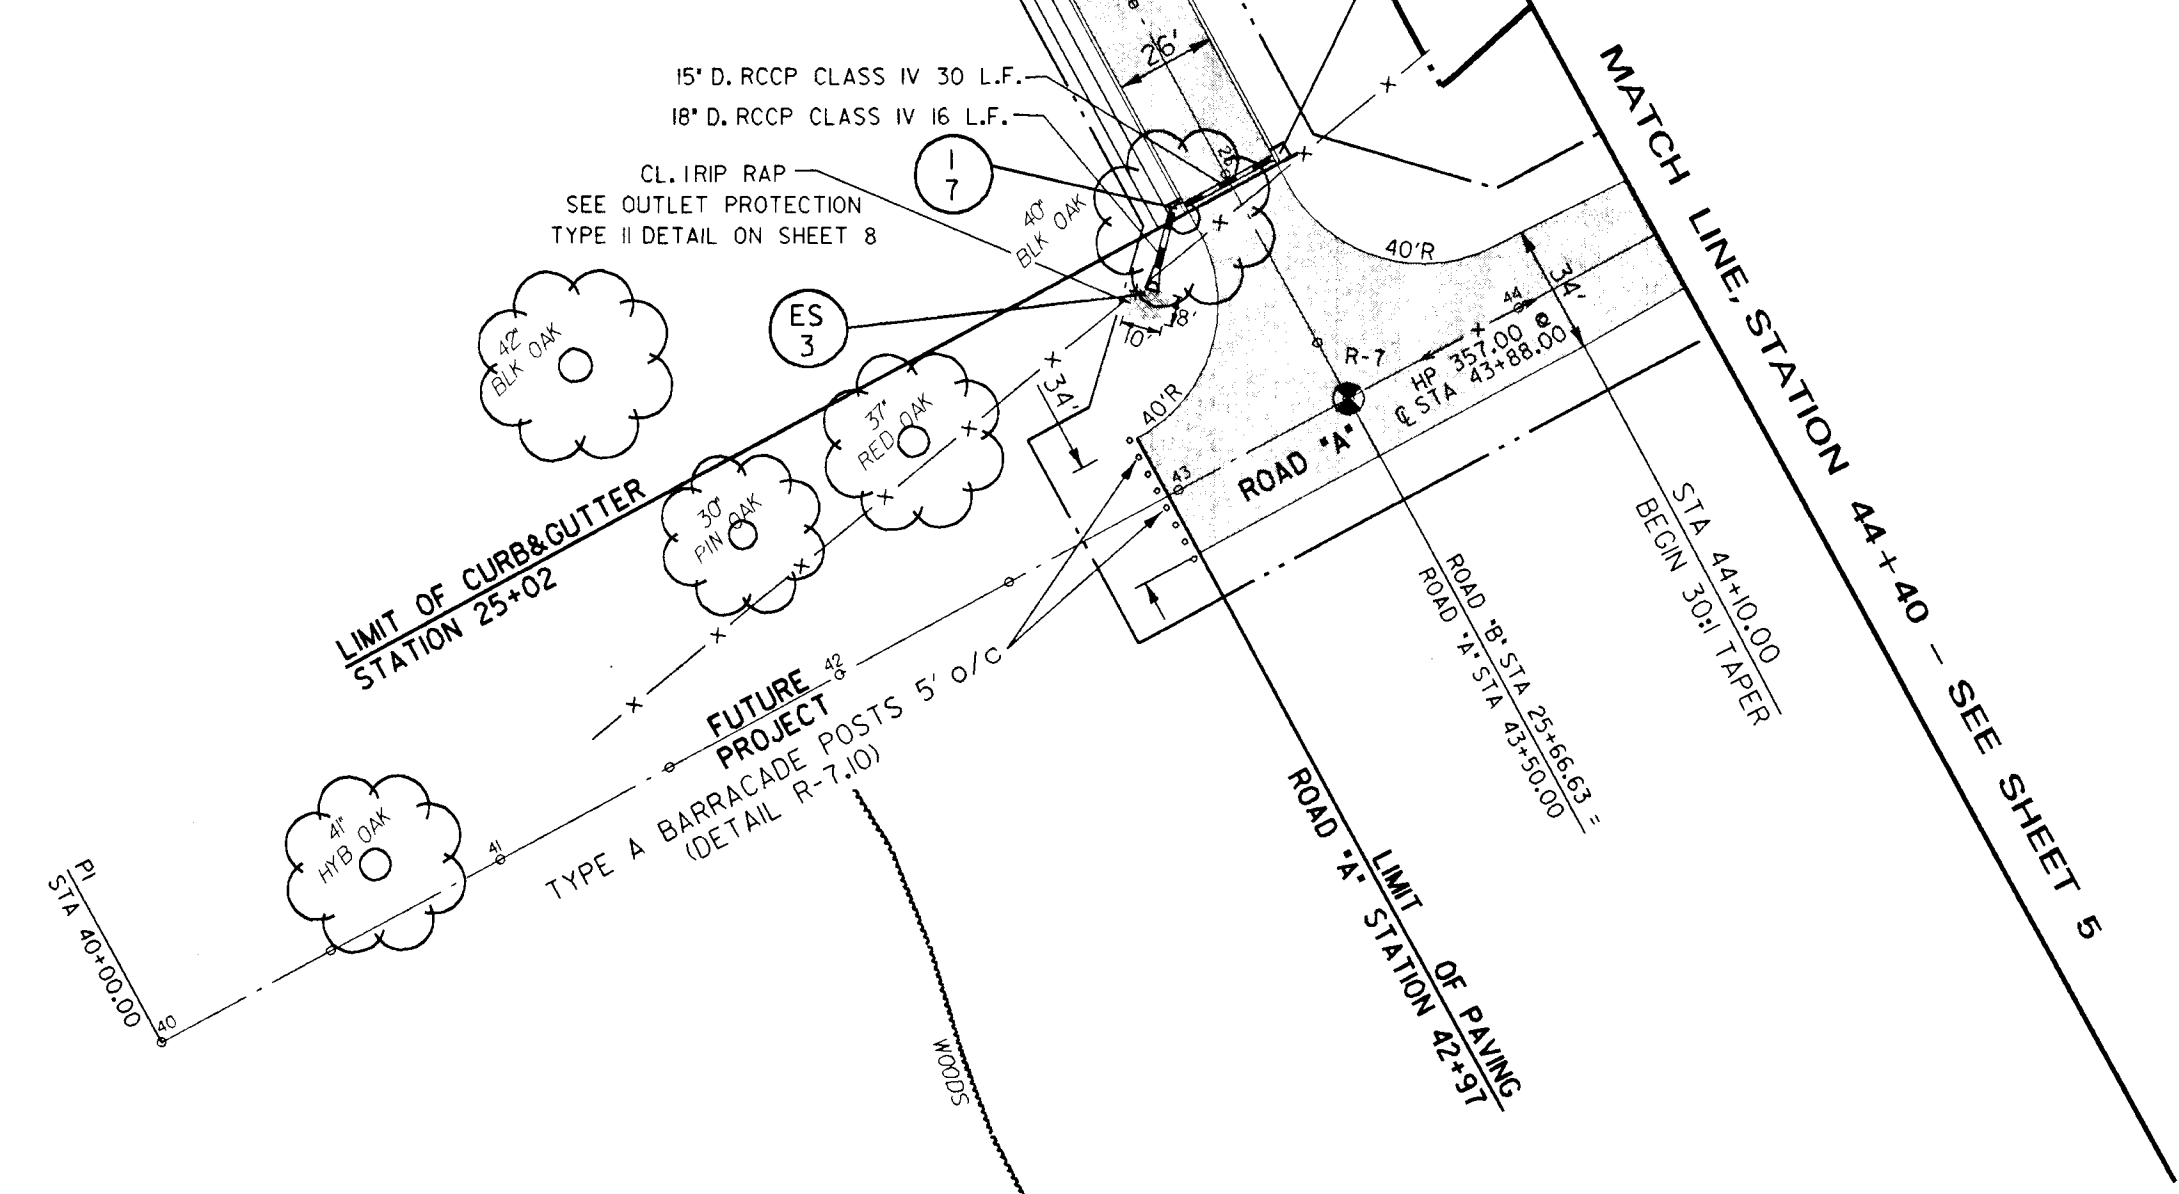 26'
15" D. RCCP CLASS IV 30 L.F.
18" D. RCCP CLASS IV 16 L.F.
1
7
CL. 1 RIP RAP
SEE OUTLET PROTECTION
TYPE II DETAIL ON SHEET 8
40"
BLK OAK
26
ES
3
10'
18'
42"
BLK OAK
37"
RED OAK
30"
PIN OAK
41"
HYB OAK
34'
40'R
40'R
34'
44
R-7
HP 357.00 @
℄ STA 43+88.00
ROAD "A"
43
LIMIT OF CURB&GUTTER
STATION 25+02
42
FUTURE
PROJECT
TYPE A BARRACADE POSTS 5' O/C
(DETAIL R-7.10)
41
PI
STA 40+00.00
40
WOODS
MATCH LINE, STATION 44+40 - SEE SHEET 5
STA 44+10.00
BEGIN 30:1 TAPER
ROAD "B" STA 25+66.63 =
ROAD "A" STA 43+50.00
LIMIT OF PAVING
ROAD "A" STATION 42+97